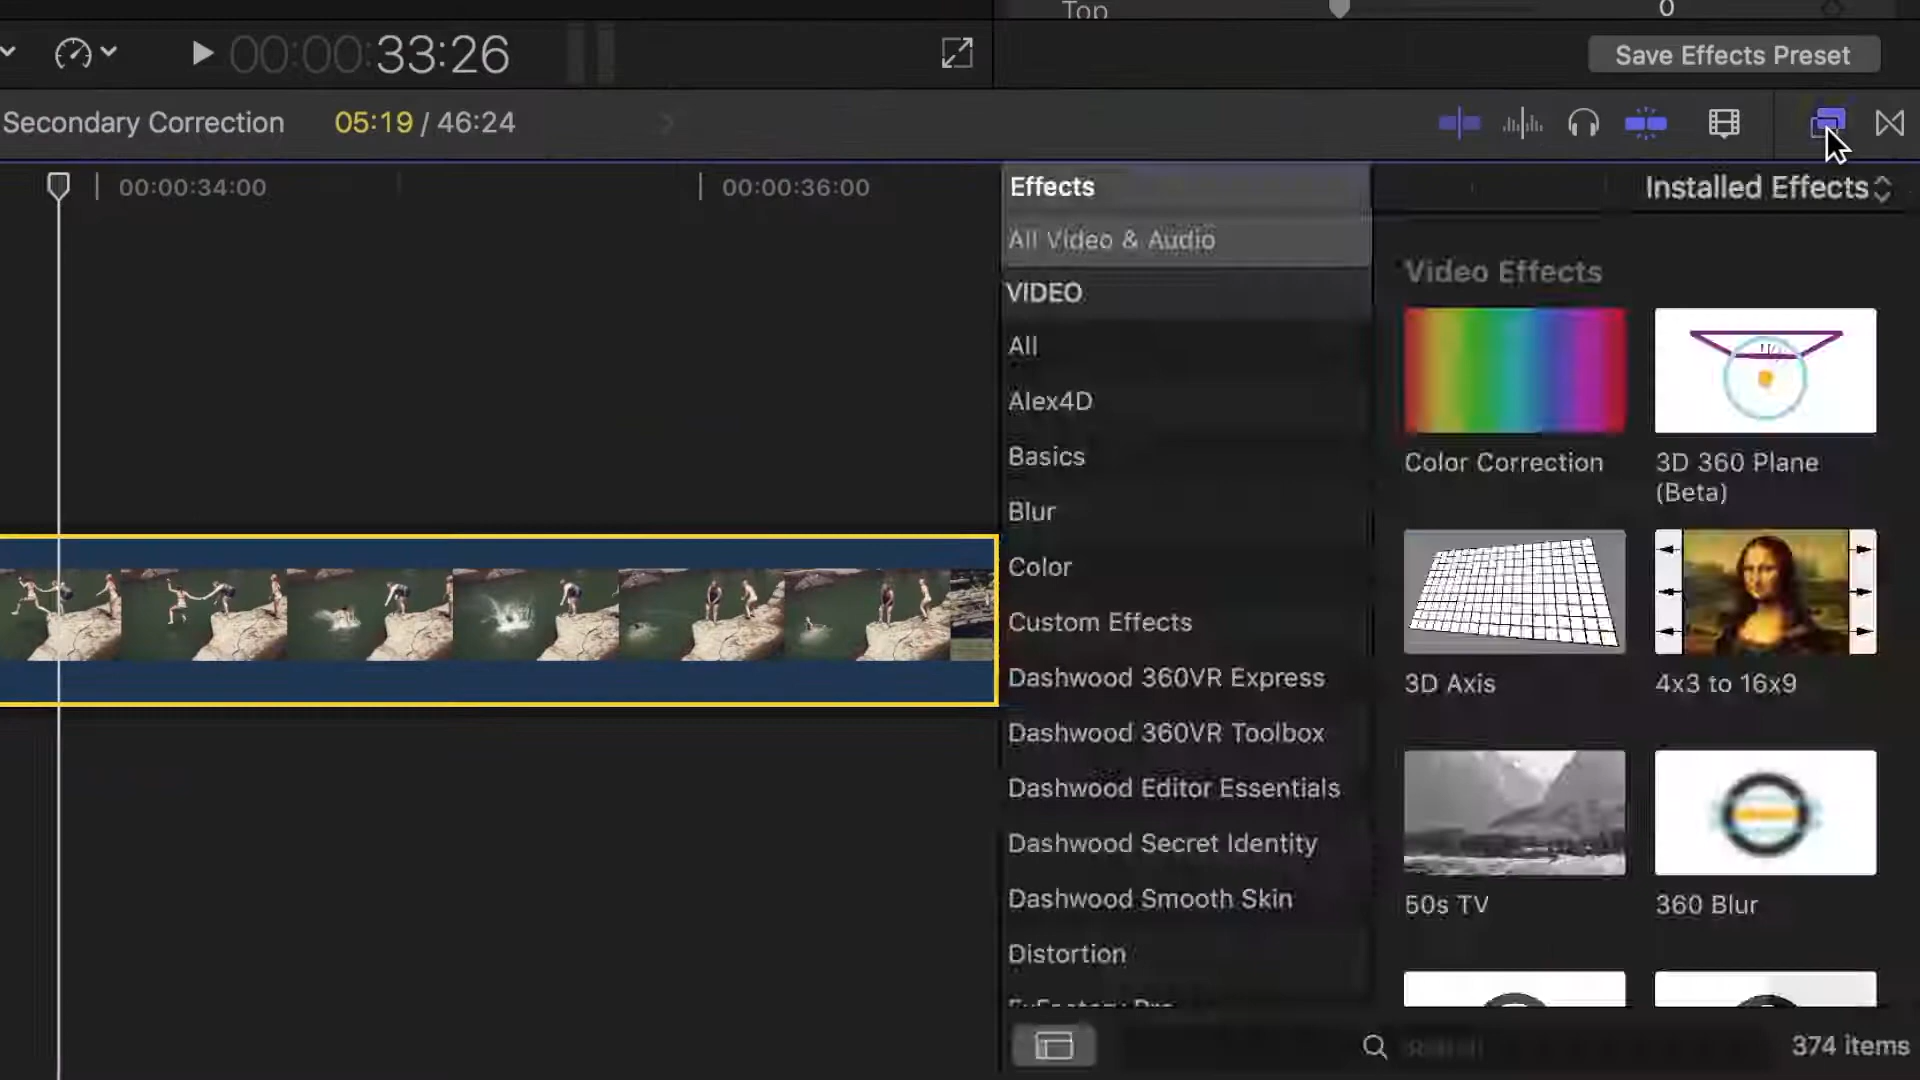 Top
0
00:00:33:26
Save Effects Preset
Secondary Correction
05:19 / 46:24
00:00:34:00
00:00:36:00
Effects
Installed Effects
All Video & Audio
VIDEO
Video Effects
All
Alex4D
Basics
Blur
Color
Custom Effects
Dashwood 360VR Express
Dashwood 360VR Toolbox
Dashwood Editor Essentials
Dashwood Secret Identity
Dashwood Smooth Skin
Distortion
Color Correction
3D 360 Plane
(Beta)
3D Axis
4x3 to 16x9
50s TV
360 Blur
374 items